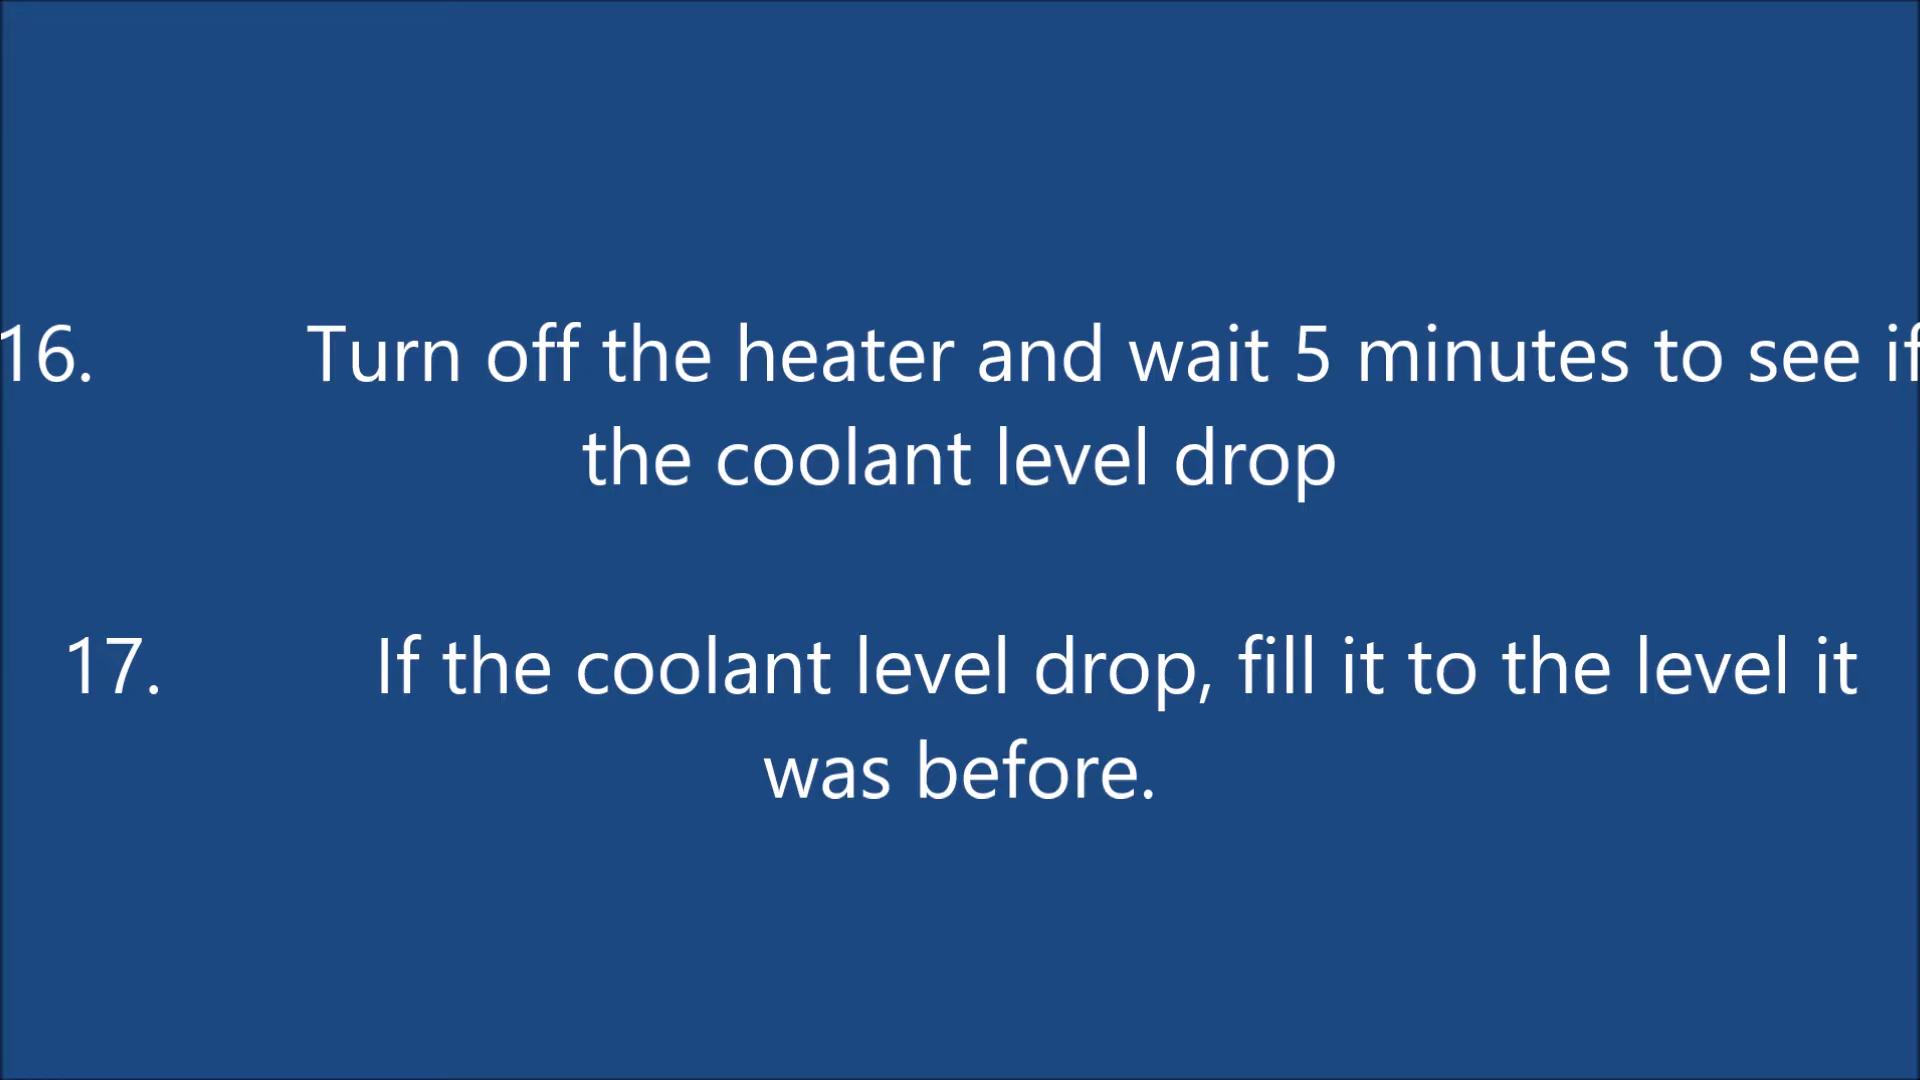 16. Turn off the heater and wait 5 minutes to see if
the coolant level drop
17. If the coolant level drop, fill it to the level it
was before.